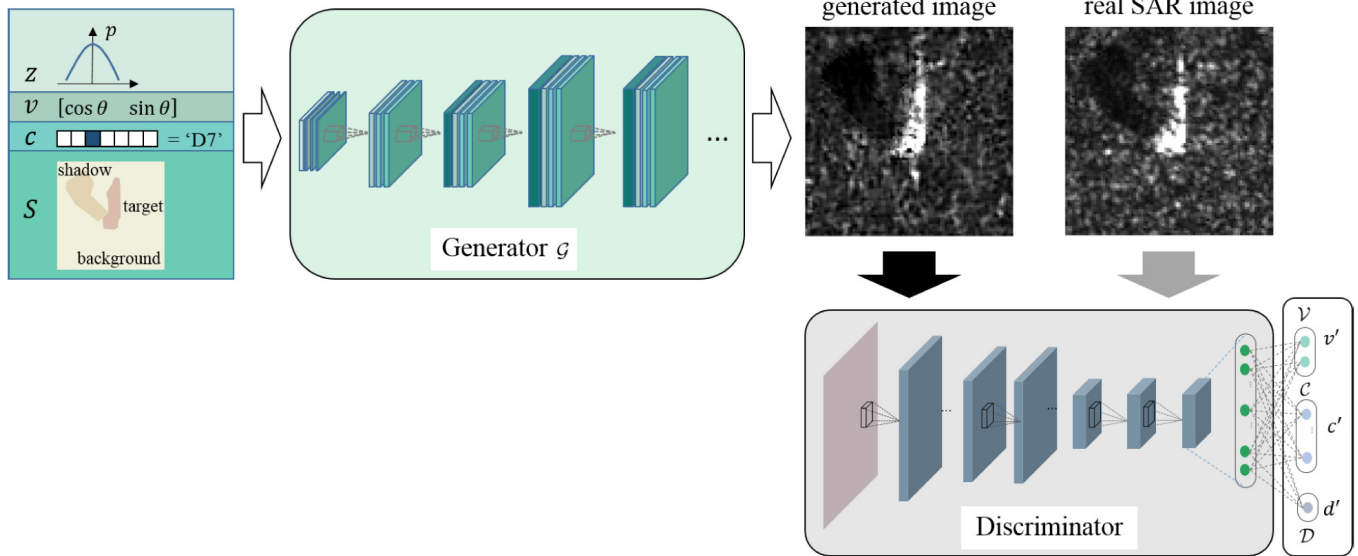 generated image
real SAR image
p
z
v [cos θ sin θ]
c = 'D7'
shadow
S
target
background
...
Generator 𝒢
𝒱
v′
... ...
𝒞
c′
d′
𝒟
Discriminator